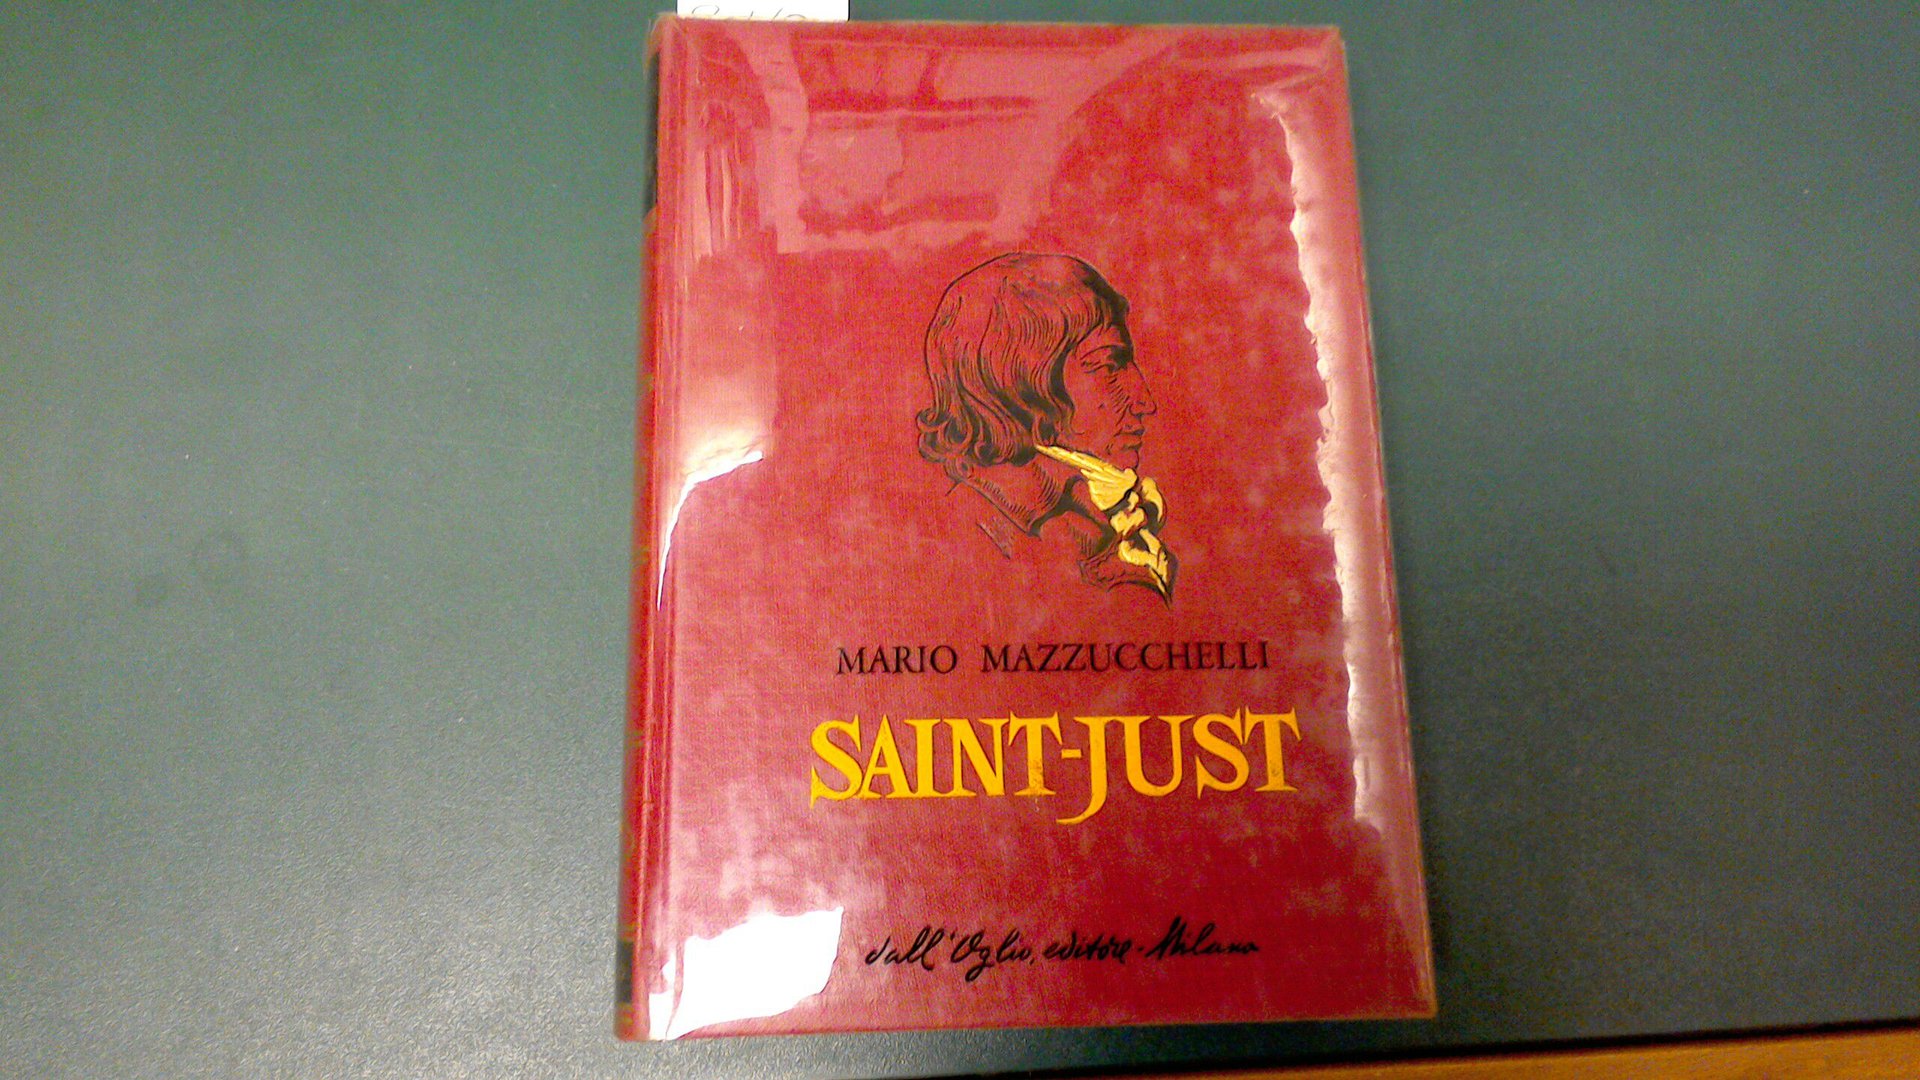 MARIO MAZZUCCHELLI
SAINT-JUST
dall'Oglio, editore - Milano